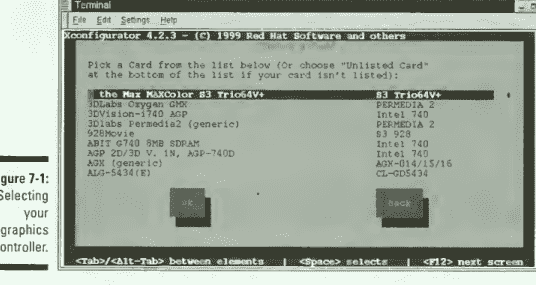 Terminal
File Edit Settings Help
Xconfigurator 4.2.3 - (C) 1999 Red Hat Software and others
Pick a Card from the list below (Or choose "Unlisted Card"
at the bottom of the list if your card isn't listed):
the Max MAXColor S3 Trio64V+ S3 Trio64V+
3DLabs Oxygen GMX PERMEDIA 2
3DVision-i740 AGP Intel 740
3Dlabs Permedia2 (generic) PERMEDIA 2
928Movie S3 928
ABIT G740 8MB SDRAM Intel 740
AGP 2D/3D V. 1N, AGP-740D Intel 740
AGX (generic) AGX-014/15/16
ALG-5434(E) CL-GD5434
ok back
<Tab>/<Alt-Tab> between elements | <Space> selects | <F12> next screen
gure 7-1:
Selecting
your
graphics
ontroller.